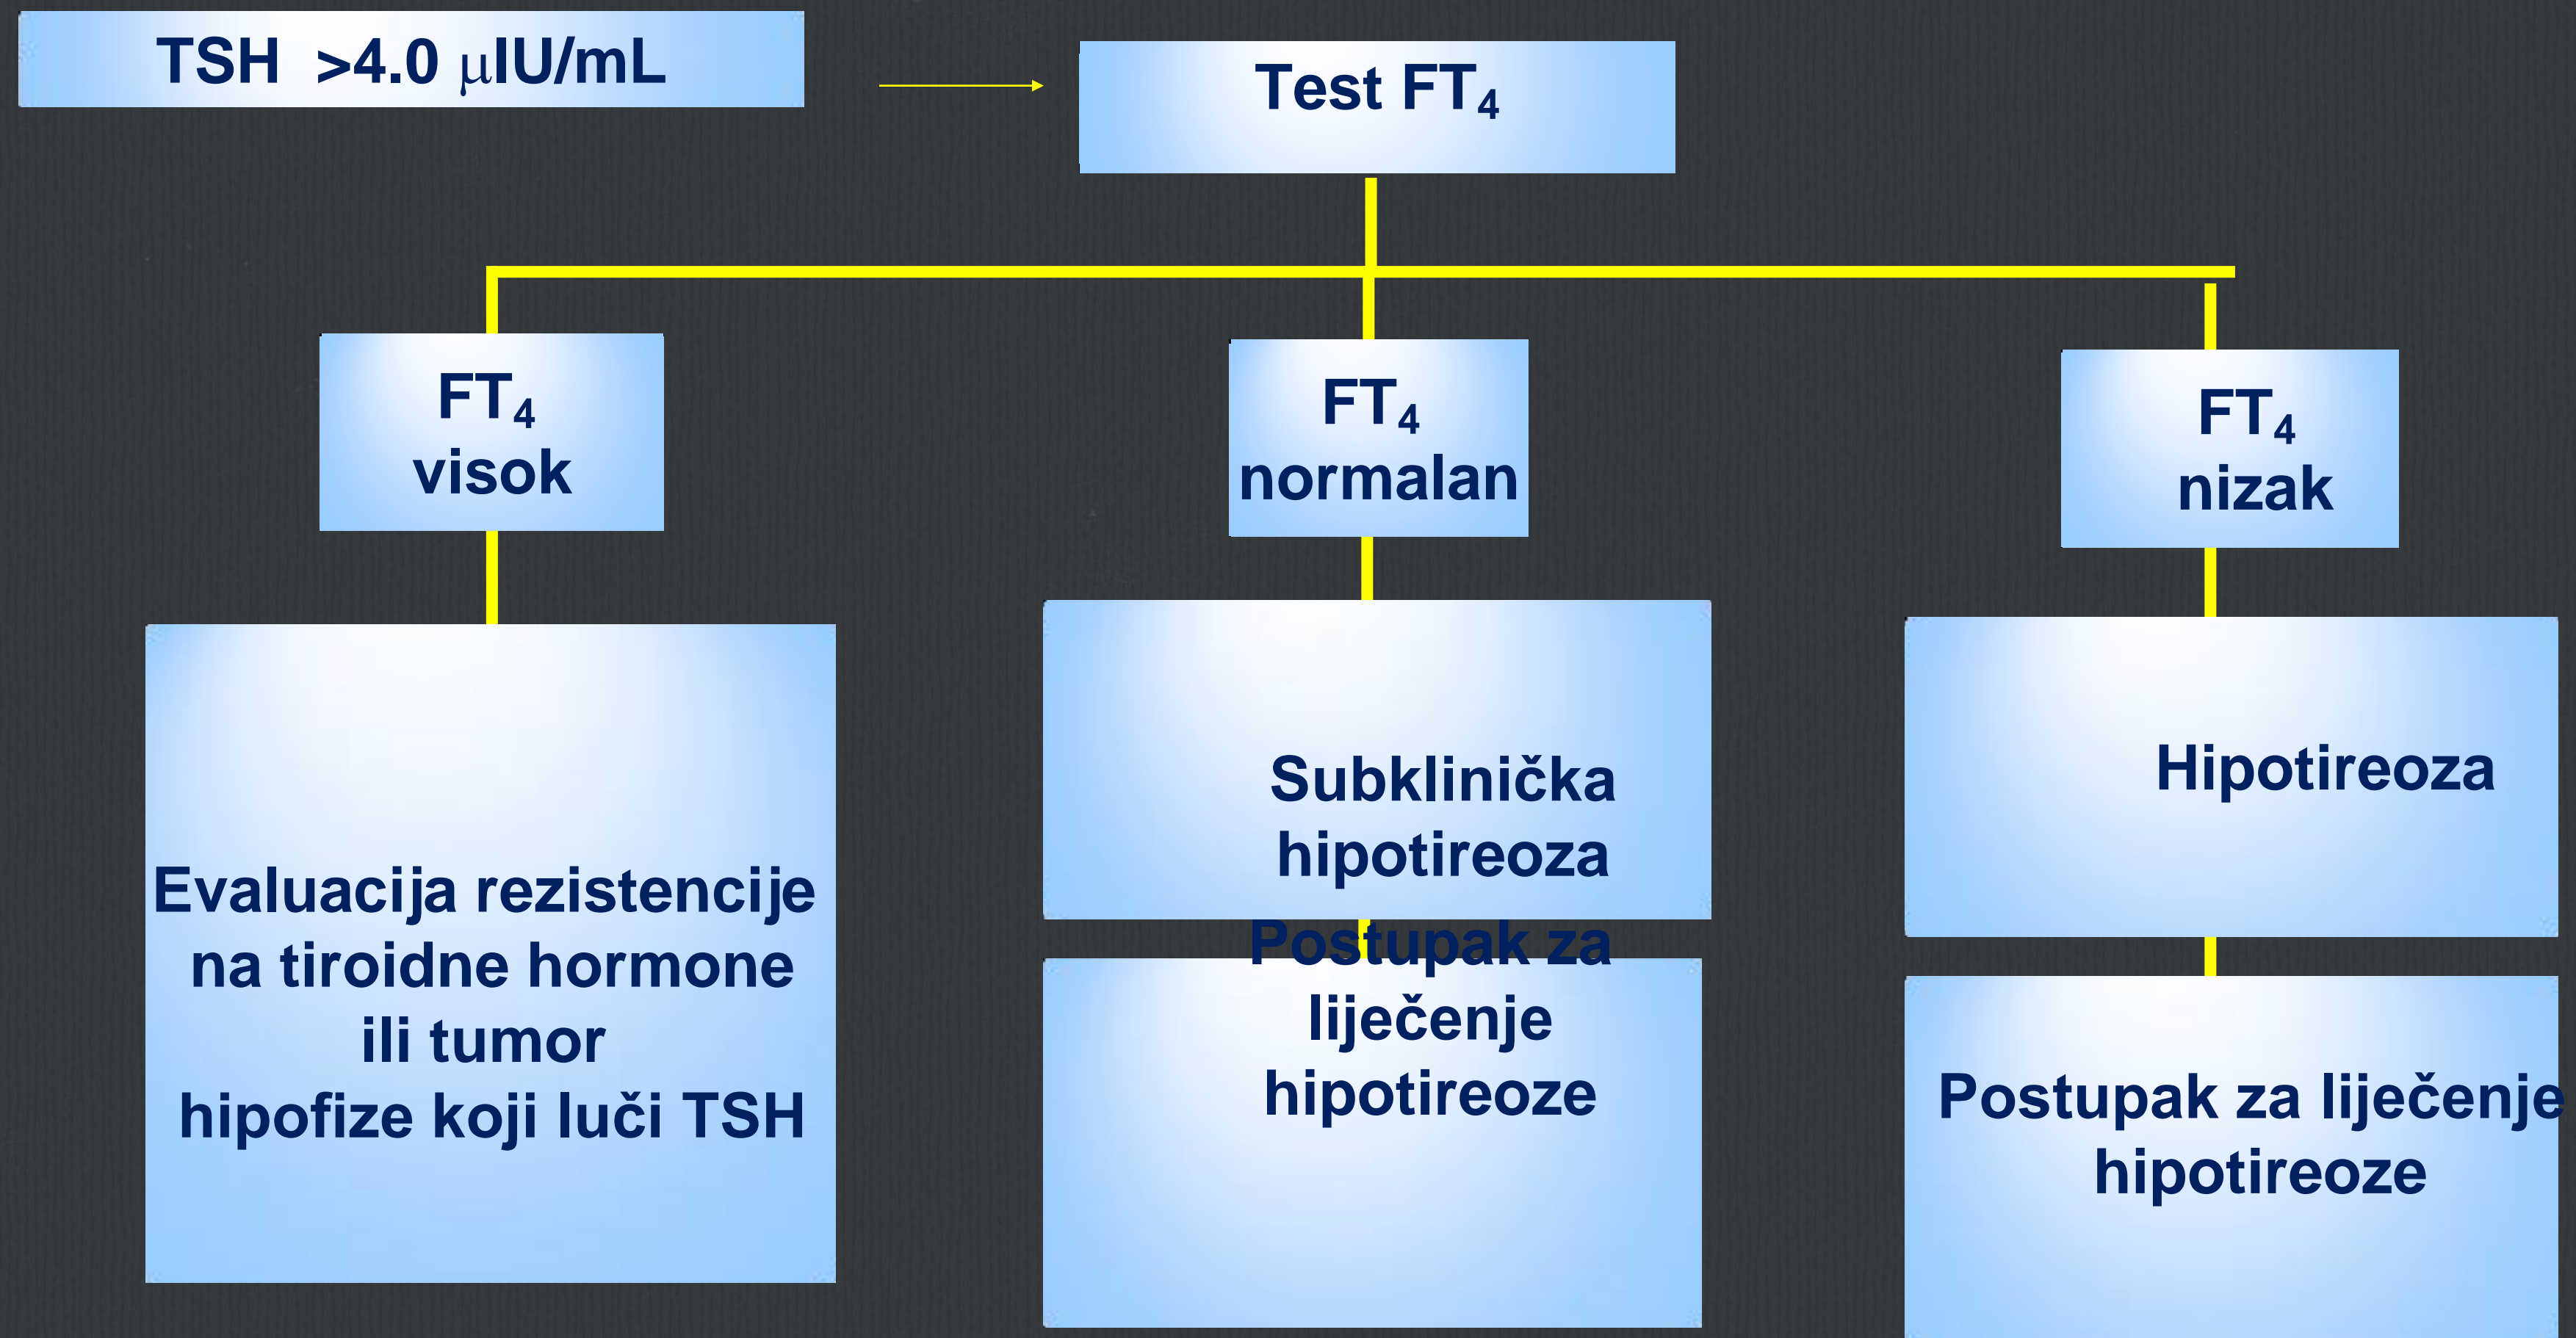 TSH >4.0 μIU/mL
Test FT₄
FT₄
visok
FT₄
normalan
FT₄
nizak
Evaluacija rezistencije
na tiroidne hormone
ili tumor
hipofize koji luči TSH
Subklinička
hipotireoza
Postupak za
liječenje
hipotireoze
Hipotireoza
Postupak za liječenje
hipotireoze